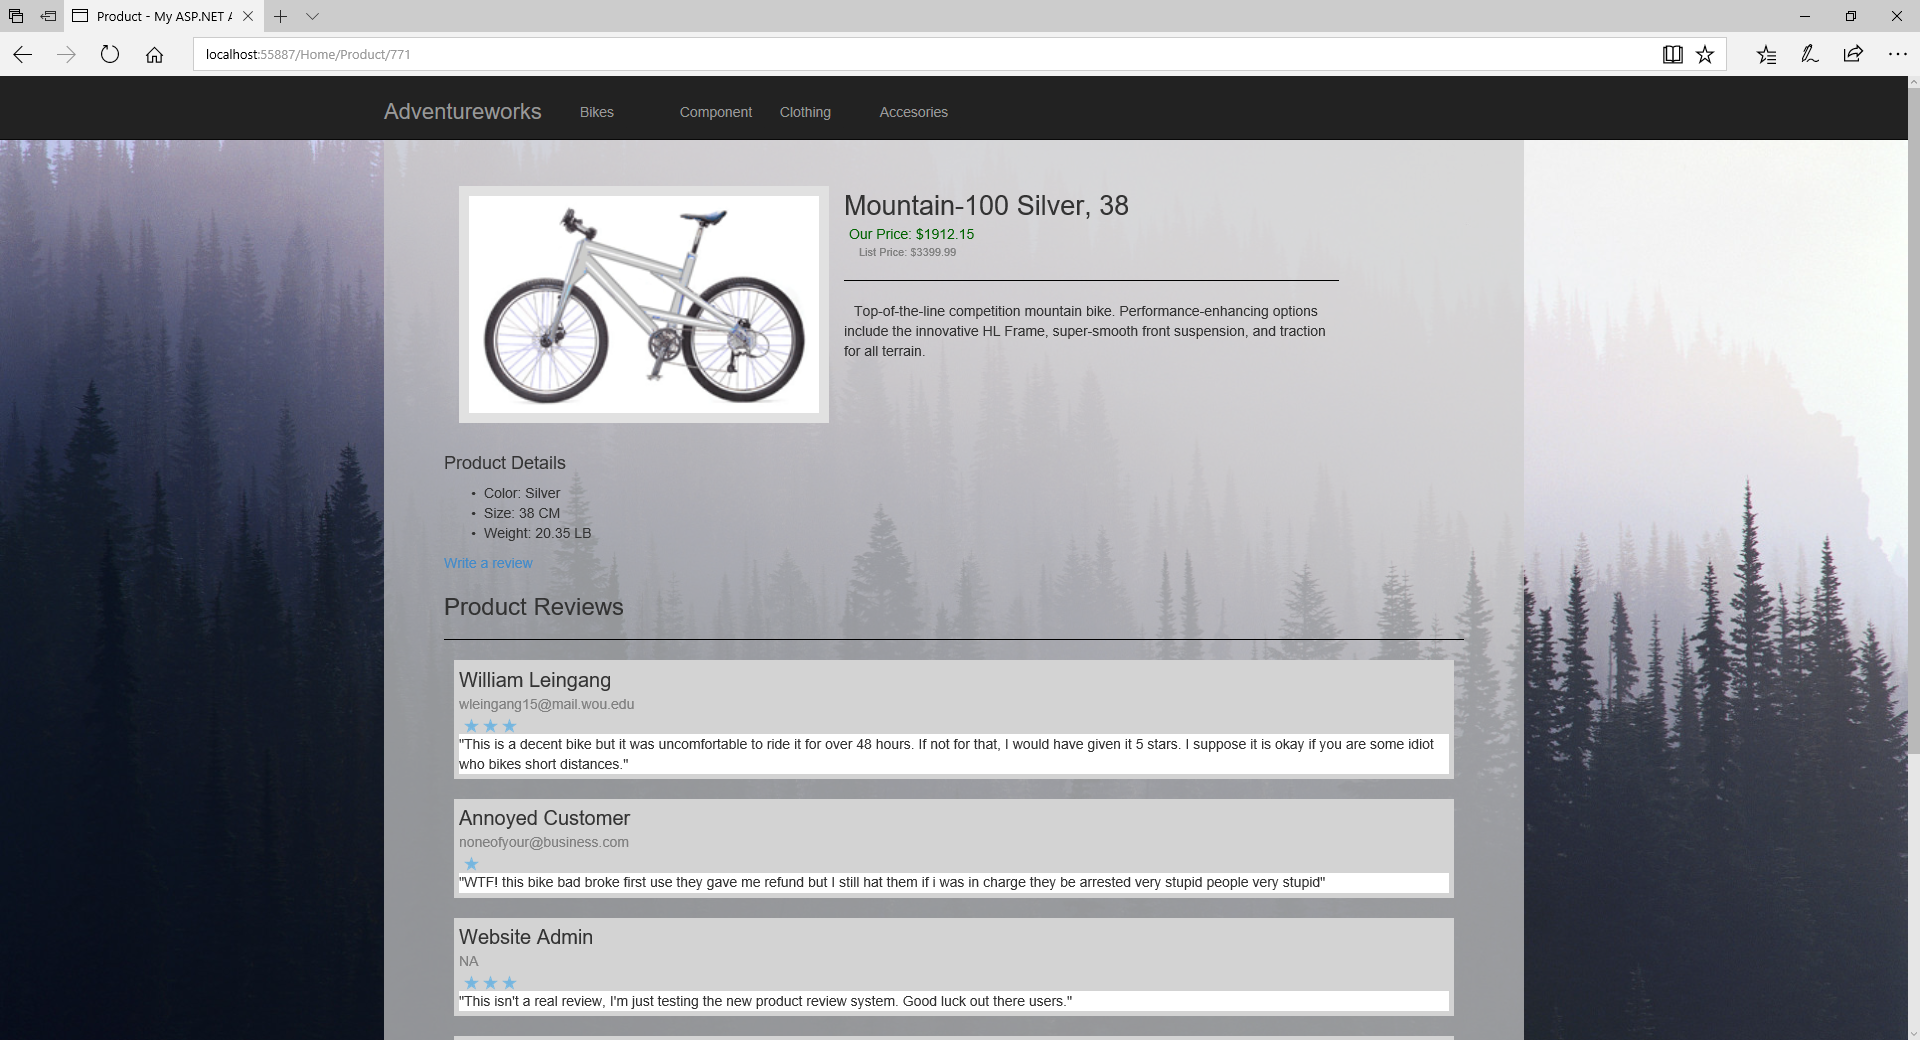 Product - My ASP.NET A
localhost:55887/Home/Product/771
Adventureworks Bikes Component Clothing Accesories
Mountain-100 Silver, 38
Our Price: $1912.15
List Price: $3399.99
Top-of-the-line competition mountain bike. Performance-enhancing options
include the innovative HL Frame, super-smooth front suspension, and traction
for all terrain.
Product Details
• Color: Silver
• Size: 38 CM
• Weight: 20.35 LB
Write a review
Product Reviews
William Leingang
wleingang15@mail.wou.edu
★ ★ ★
"This is a decent bike but it was uncomfortable to ride it for over 48 hours. If not for that, I would have given it 5 stars. I suppose it is okay if you are some idiot
who bikes short distances."
Annoyed Customer
noneofyour@business.com
★
"WTF! this bike bad broke first use they gave me refund but I still hat them if i was in charge they be arrested very stupid people very stupid"
Website Admin
NA
★ ★ ★
"This isn't a real review, I'm just testing the new product review system. Good luck out there users."